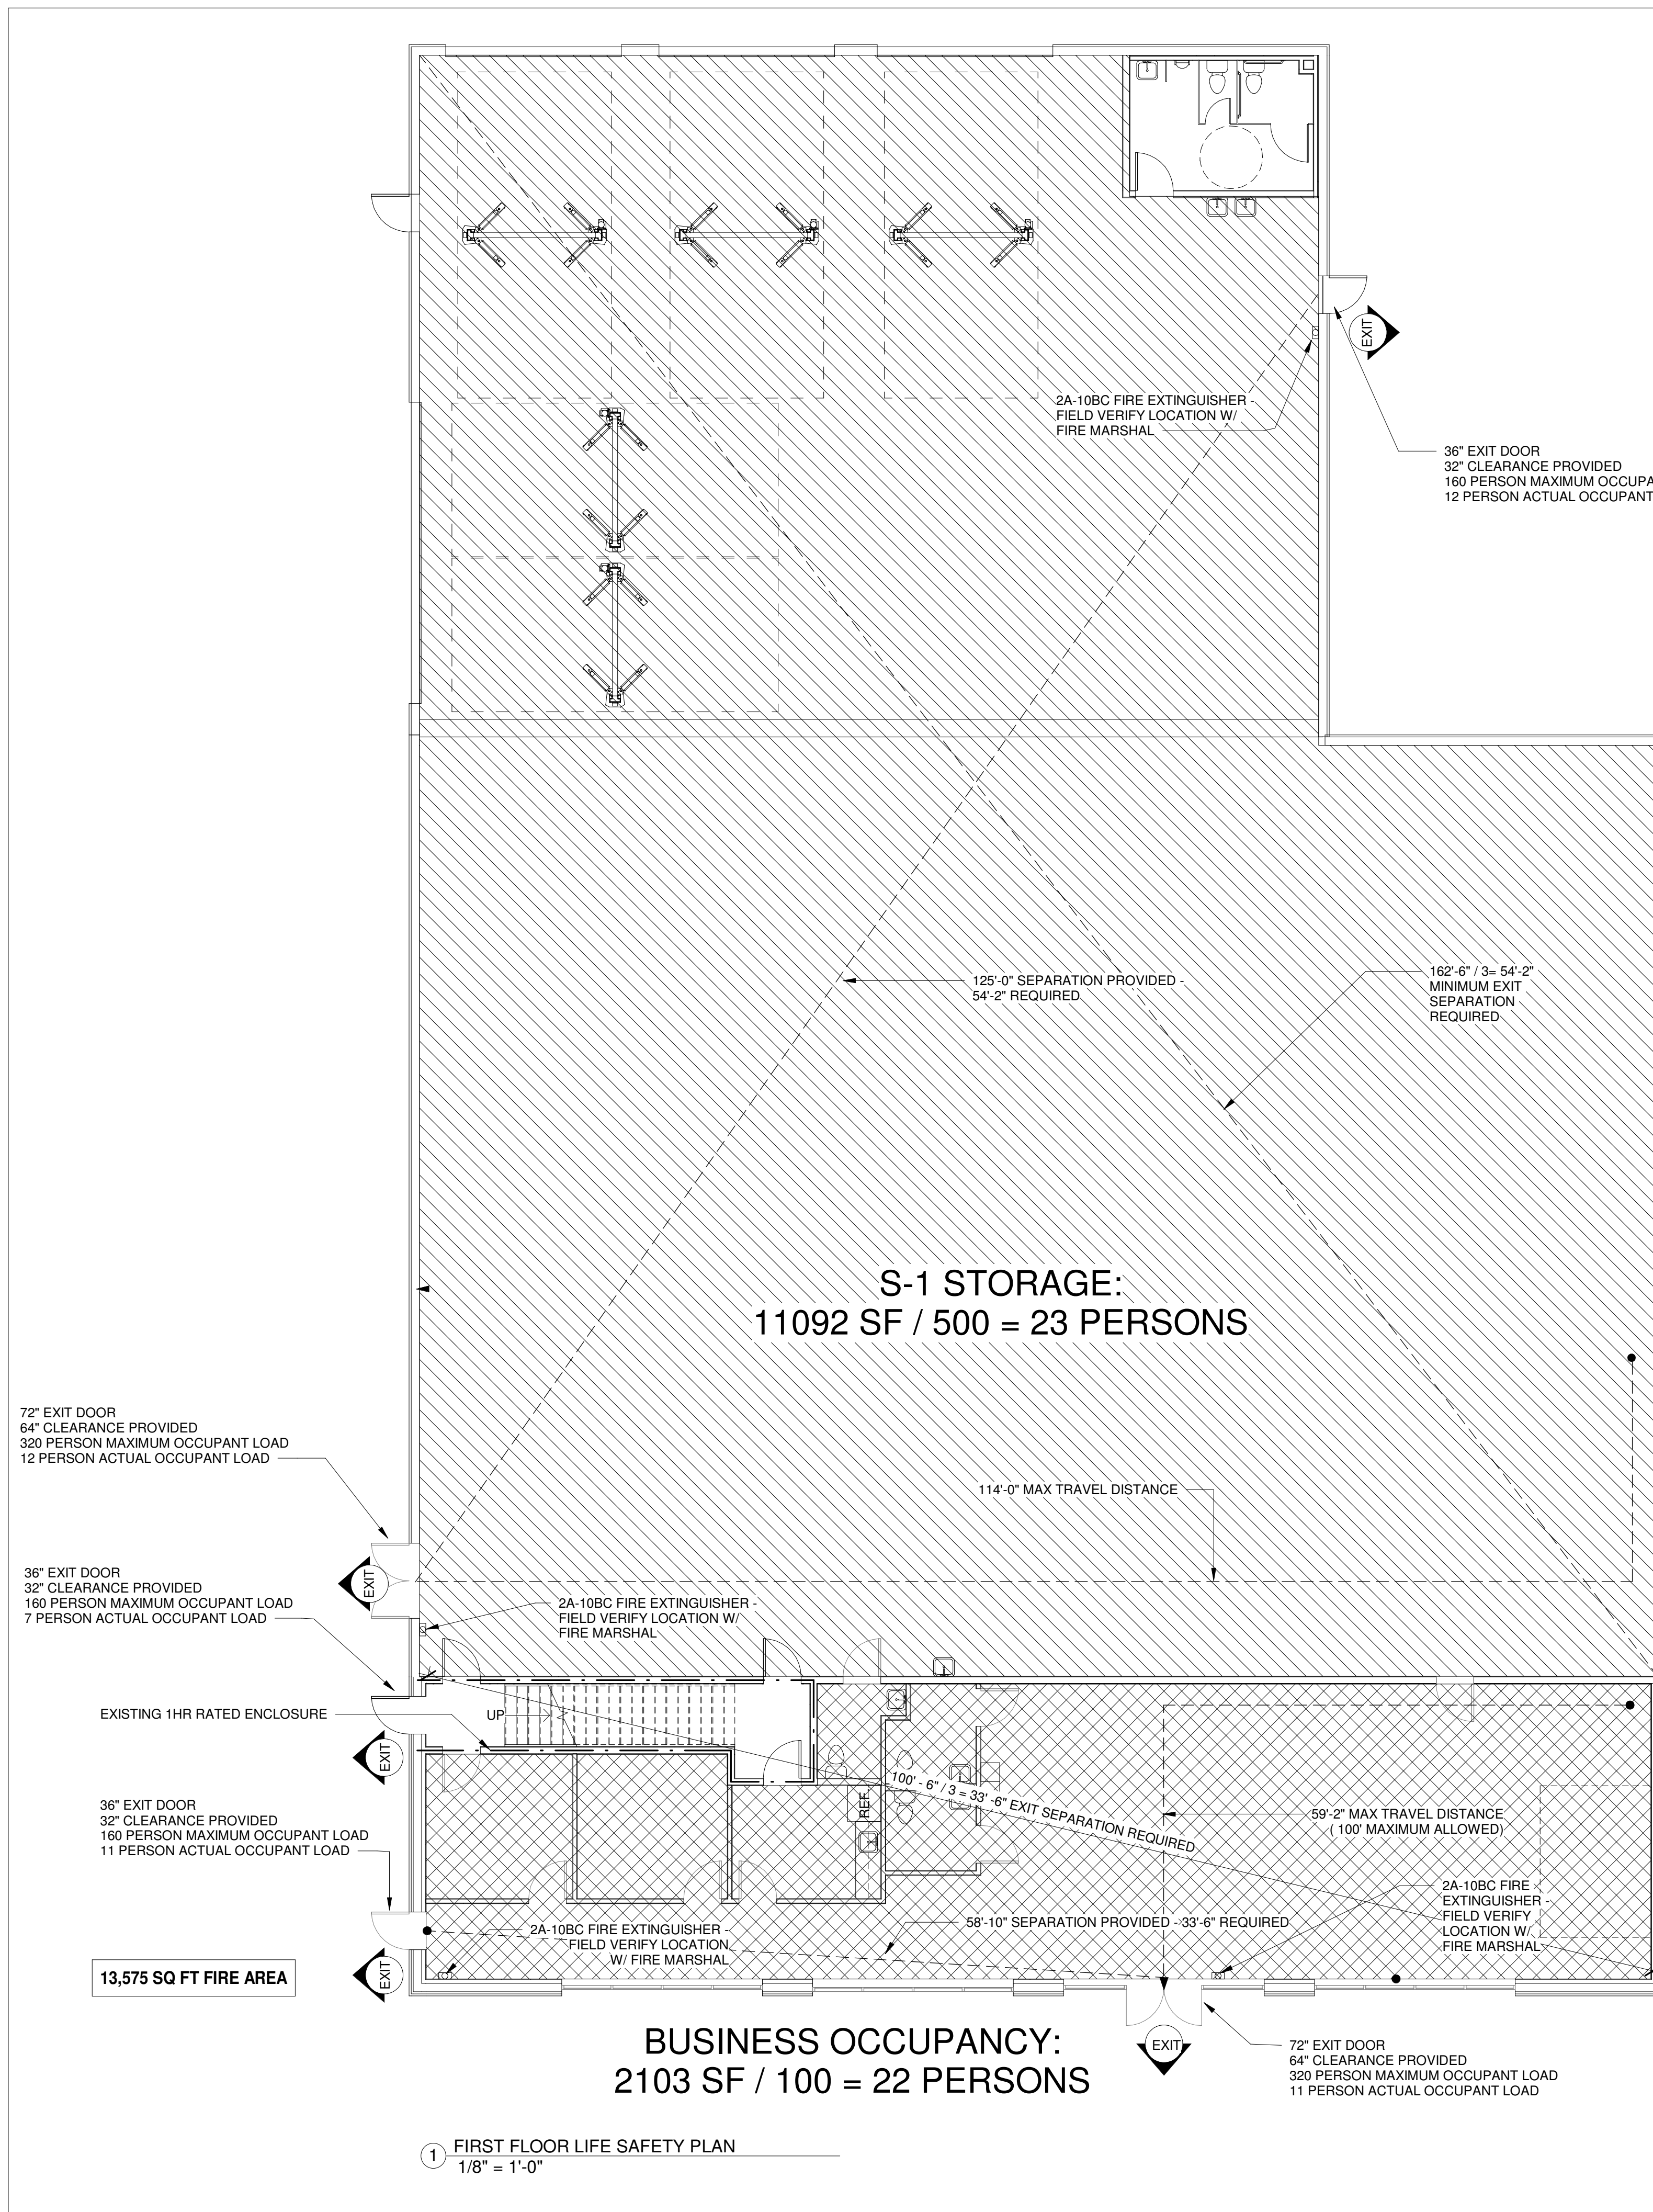 EXIT
2A-10BC FIRE EXTINGUISHER -
FIELD VERIFY LOCATION W/
FIRE MARSHAL
36" EXIT DOOR
32" CLEARANCE PROVIDED
160 PERSON MAXIMUM OCCUPA
12 PERSON ACTUAL OCCUPANT
125'-0" SEPARATION PROVIDED -
54'-2" REQUIRED
162'-6" / 3= 54'-2"
MINIMUM EXIT
SEPARATION
REQUIRED
S-1 STORAGE:
11092 SF / 500 = 23 PERSONS
72" EXIT DOOR
64" CLEARANCE PROVIDED
320 PERSON MAXIMUM OCCUPANT LOAD
12 PERSON ACTUAL OCCUPANT LOAD
114'-0" MAX TRAVEL DISTANCE
EXIT
36" EXIT DOOR
32" CLEARANCE PROVIDED
160 PERSON MAXIMUM OCCUPANT LOAD
7 PERSON ACTUAL OCCUPANT LOAD
2A-10BC FIRE EXTINGUISHER -
FIELD VERIFY LOCATION W/
FIRE MARSHAL
EXISTING 1HR RATED ENCLOSURE
UP
EXIT
100' - 6" / 3 = 33' -6" EXIT SEPARATION REQUIRED
REF.
59'-2" MAX TRAVEL DISTANCE
( 100' MAXIMUM ALLOWED)
36" EXIT DOOR
32" CLEARANCE PROVIDED
160 PERSON MAXIMUM OCCUPANT LOAD
11 PERSON ACTUAL OCCUPANT LOAD
2A-10BC FIRE
EXTINGUISHER -
FIELD VERIFY
LOCATION W/
FIRE MARSHAL
2A-10BC FIRE EXTINGUISHER -
FIELD VERIFY LOCATION
W/ FIRE MARSHAL
58'-10" SEPARATION PROVIDED - 33'-6" REQUIRED
13,575 SQ FT FIRE AREA
EXIT
EXIT
BUSINESS OCCUPANCY:
2103 SF / 100 = 22 PERSONS
72" EXIT DOOR
64" CLEARANCE PROVIDED
320 PERSON MAXIMUM OCCUPANT LOAD
11 PERSON ACTUAL OCCUPANT LOAD
1 FIRST FLOOR LIFE SAFETY PLAN
1/8" = 1'-0"